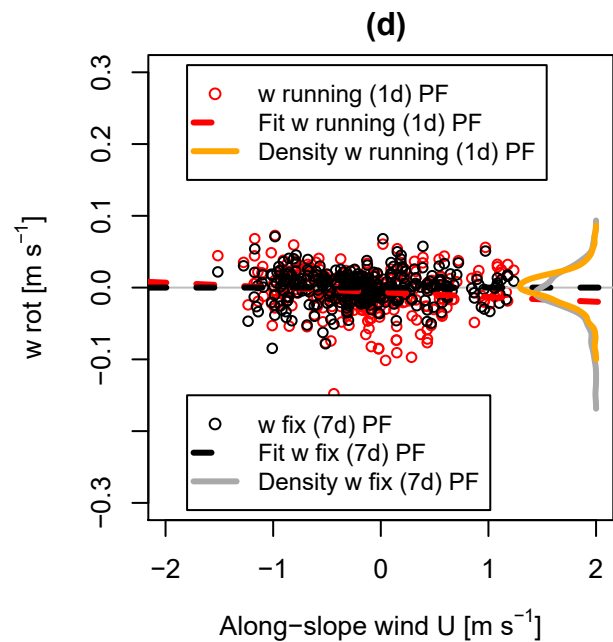 (d)
w rot [m s⁻¹]
0.3
0.1
0.0
−0.1
−0.3
w running (1d) PF
Fit w running (1d) PF
Density w running (1d) PF
w fix (7d) PF
Fit w fix (7d) PF
Density w fix (7d) PF
−2 −1 0 1 2
Along−slope wind U [m s⁻¹]